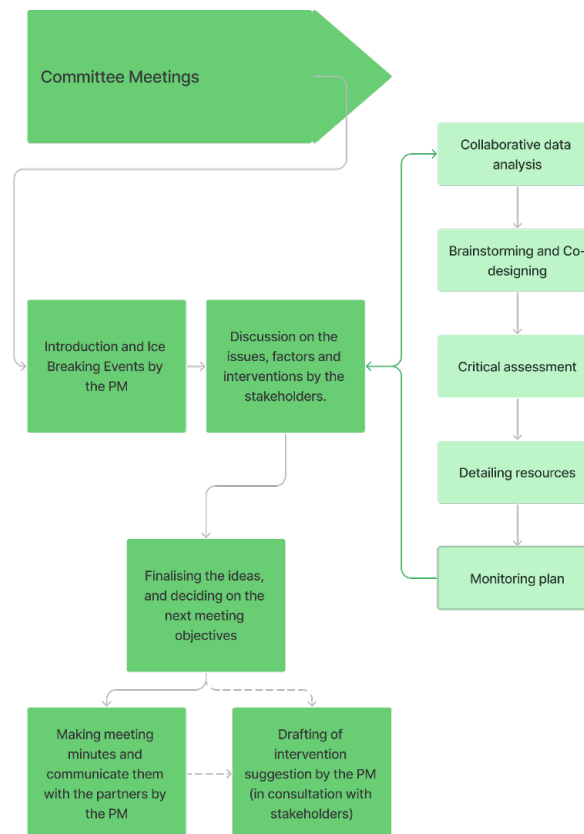 Committee Meetings
Collaborative data
analysis
Brainstorming and Co-
designing
Introduction and Ice
Breaking Events by
the PM
Discussion on the
issues, factors and
interventions by the
stakeholders.
Critical assessment
Detailing resources
Finalising the ideas,
and deciding on the
next meeting
objectives
Monitoring plan
Making meeting
minutes and
communicate them
with the partners by
the PM
Drafting of
intervention
suggestion by the PM
(in consultation with
stakeholders)